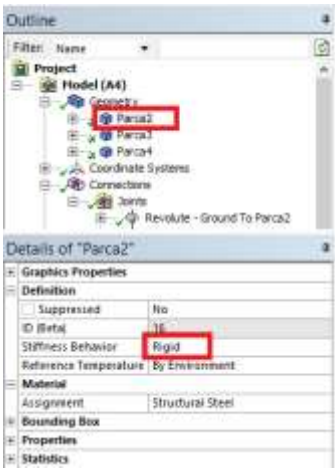 Outline
Filter: Name
Project
Model (A4)
Geometry
Parca2
Parca3
Parca4
Coordinate Systems
Connections
Joints
Revolute - Ground To Parca2
Details of "Parca2"
Graphics Properties
Definition
Suppressed No
ID (Beta) 16
Stiffness Behavior Rigid
Reference Temperature By Environment
Material
Assignment Structural Steel
Bounding Box
Properties
Statistics